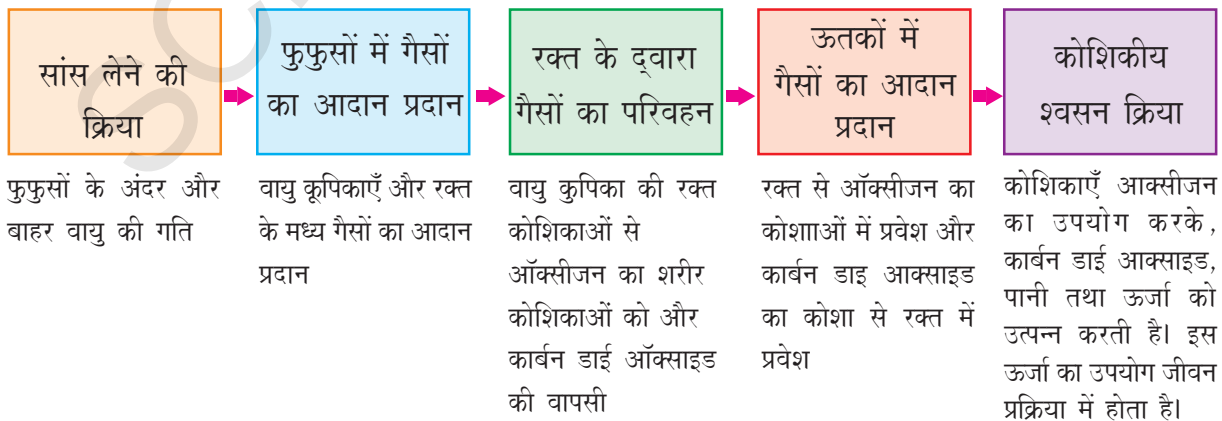 सांस लेने की
क्रिया
फुफुसों में गैसों
का आदान प्रदान
रक्त के द्वारा
गैसों का परिवहन
ऊतकों में
गैसों का आदान
प्रदान
कोशिकीय
श्वसन क्रिया
फुफुसों के अंदर और
बाहर वायु की गति
वायु कूपिकाएँ और रक्त
के मध्य गैसों का आदान
प्रदान
वायु कुपिका की रक्त
कोशिकाओं से
ऑक्सीजन का शरीर
कोशिकाओं को और
कार्बन डाई ऑक्साइड
की वापसी
रक्त से ऑक्सीजन का
कोशााओं में प्रवेश और
कार्बन डाइ आक्साइड
का कोशा से रक्त में
प्रवेश
कोशिकाएँ आक्सीजन
का उपयोग करके,
कार्बन डाई आक्साइड,
पानी तथा ऊर्जा को
उत्पन्न करती है। इस
ऊर्जा का उपयोग जीवन
प्रक्रिया में होता है।